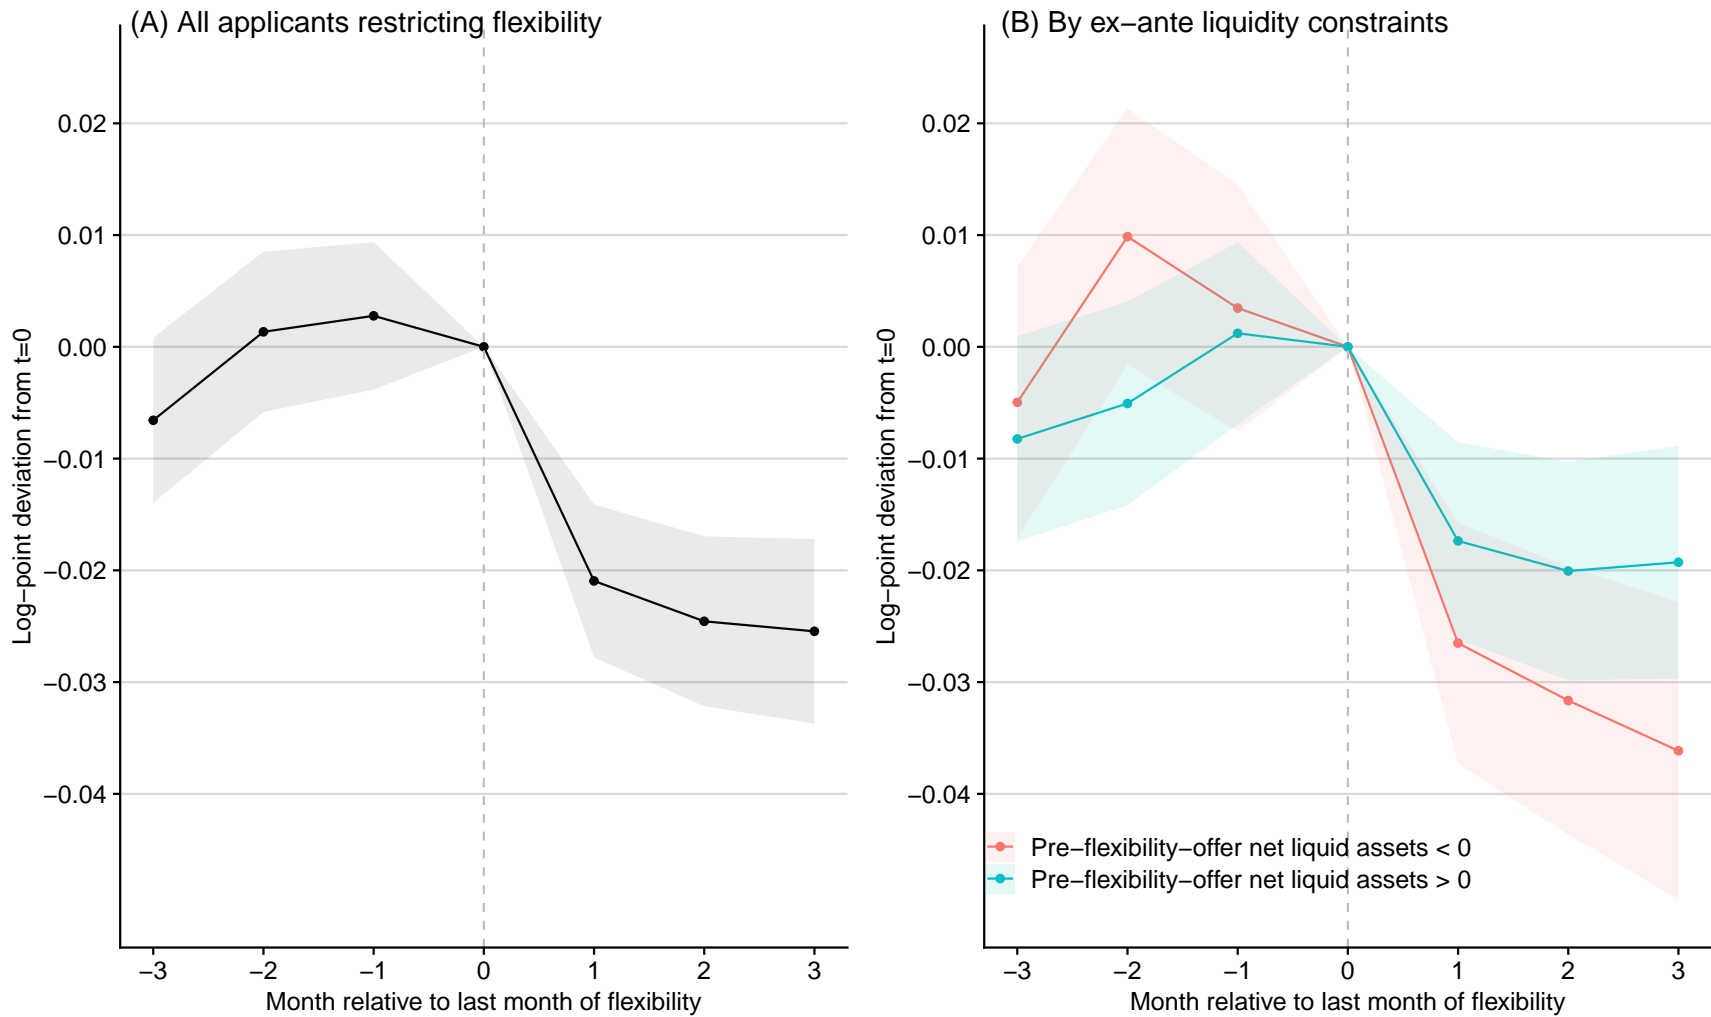 (A) All applicants restricting flexibility
0.02
0.01
0.00
−0.01
−0.02
−0.03
−0.04
Log−point deviation from t=0
−3 −2 −1 0 1 2 3
Month relative to last month of flexibility
(B) By ex−ante liquidity constraints
0.02
0.01
0.00
−0.01
−0.02
−0.03
−0.04
Log−point deviation from t=0
Pre−flexibility−offer net liquid assets < 0
Pre−flexibility−offer net liquid assets > 0
−3 −2 −1 0 1 2 3
Month relative to last month of flexibility